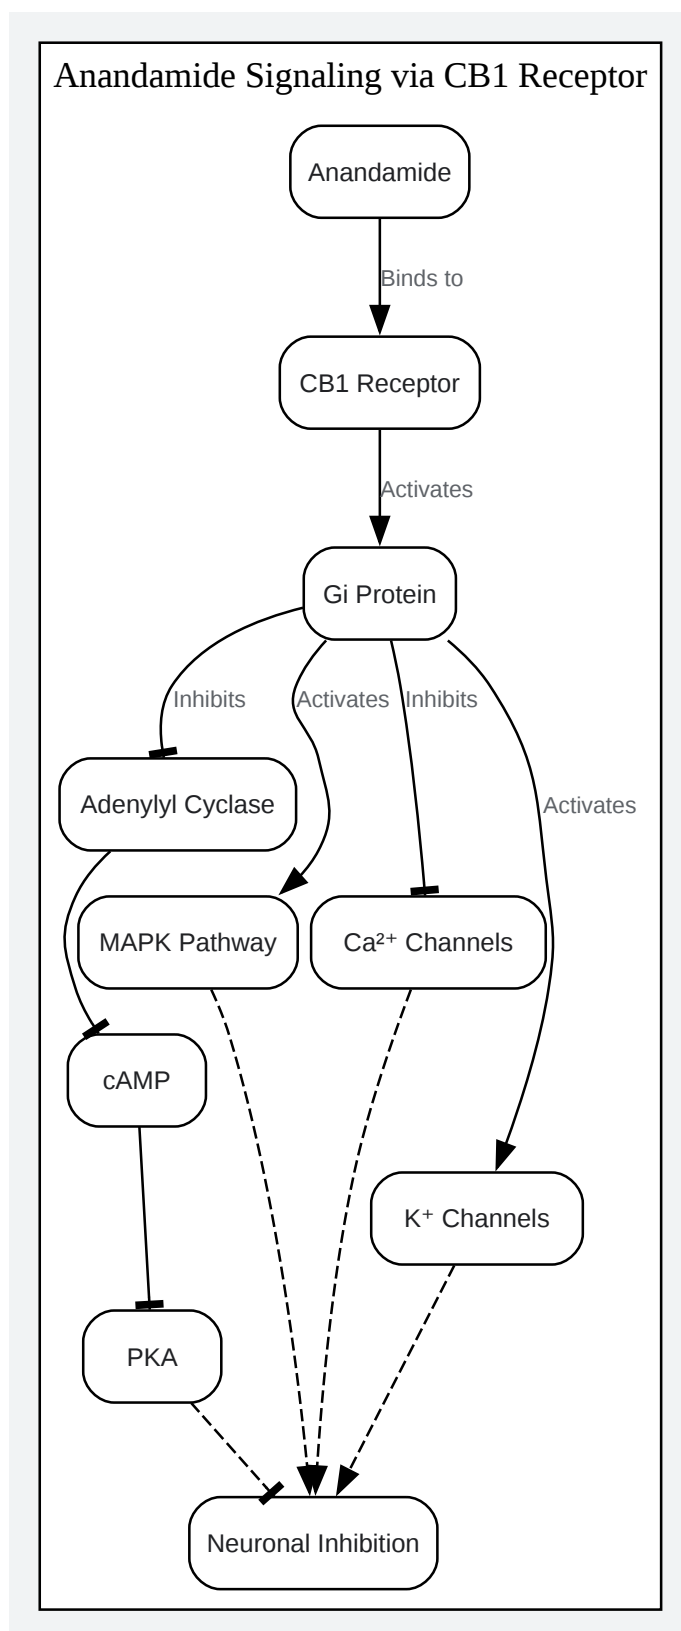 Anandamide Signaling via CB1 Receptor
Anandamide
Binds to
CB1 Receptor
Activates
Gi Protein
Inhibits
Activates
Inhibits
Adenylyl Cyclase
Activates
MAPK Pathway
Ca²⁺ Channels
cAMP
K⁺ Channels
PKA
Neuronal Inhibition